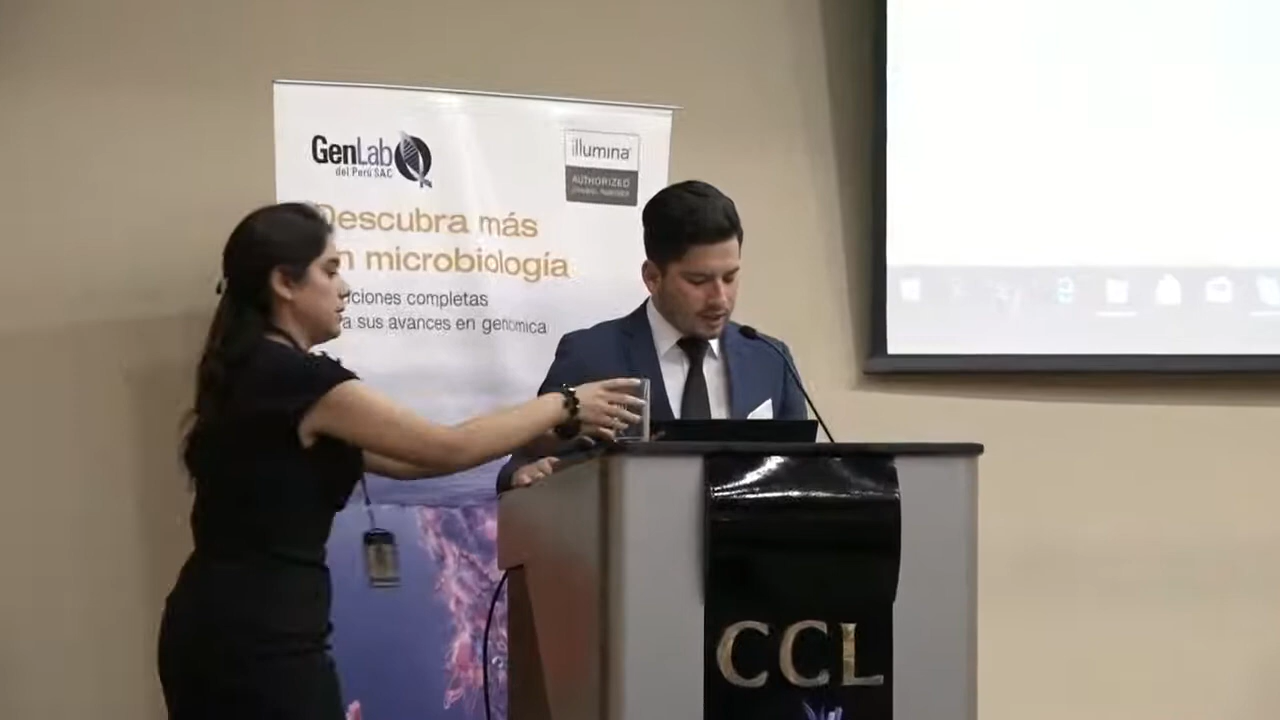 GenLab
del Perú SAC
illumina
AUTHORIZED
Descubra más
n microbiología
ciones completas
a sus avances en genómica
CCL